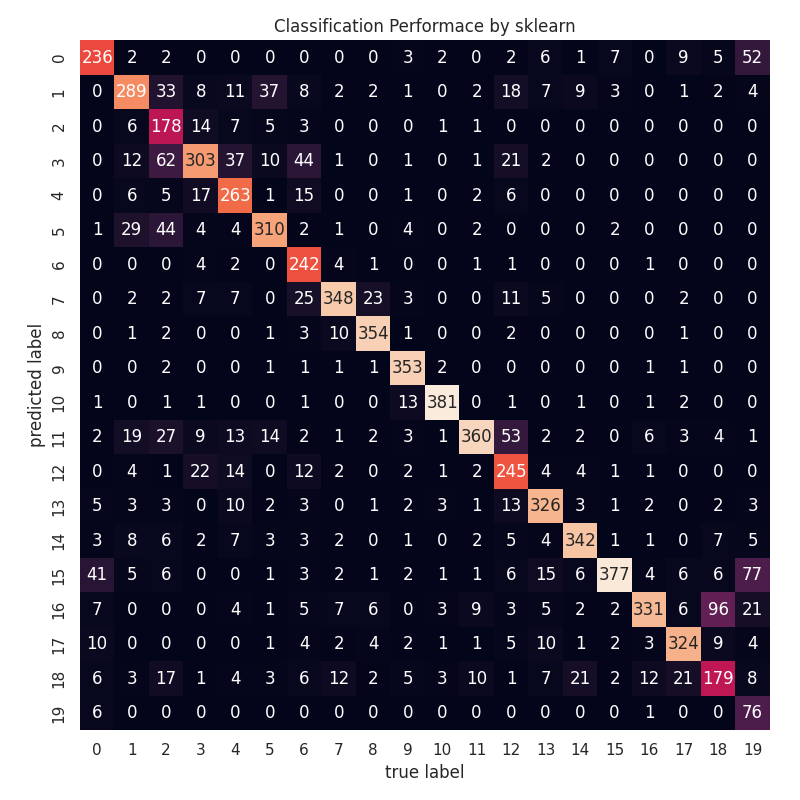 Classification Performace by sklearn
0 236 2 2 0 0 0 0 0 0 3 2 0 2 6 1 7 0 9 5 52
1 0 289 33 8 11 37 8 2 2 1 0 2 18 7 9 3 0 1 2 4
2 0 6 178 14 7 5 3 0 0 0 1 1 0 0 0 0 0 0 0 0
3 0 12 62 303 37 10 44 1 0 1 0 1 21 2 0 0 0 0 0 0
4 0 6 5 17 263 1 15 0 0 1 0 2 6 0 0 0 0 0 0 0
5 1 29 44 4 4 310 2 1 0 4 0 2 0 0 0 2 0 0 0 0
6 0 0 0 4 2 0 242 4 1 0 0 1 1 0 0 0 1 0 0 0
7 0 2 2 7 7 0 25 348 23 3 0 0 11 5 0 0 0 2 0 0
8 0 1 2 0 0 1 3 10 354 1 0 0 2 0 0 0 0 1 0 0
9 0 0 2 0 0 1 1 1 1 353 2 0 0 0 0 0 1 1 0 0
10 1 0 1 1 0 0 1 0 0 13 381 0 1 0 1 0 1 2 0 0
11 2 19 27 9 13 14 2 1 2 3 1 360 53 2 2 0 6 3 4 1
12 0 4 1 22 14 0 12 2 0 2 1 2 245 4 4 1 1 0 0 0
13 5 3 3 0 10 2 3 0 1 2 3 1 13 326 3 1 2 0 2 3
14 3 8 6 2 7 3 3 2 0 1 0 2 5 4 342 1 1 0 7 5
15 41 5 6 0 0 1 3 2 1 2 1 1 6 15 6 377 4 6 6 77
16 7 0 0 0 4 1 5 7 6 0 3 9 3 5 2 2 331 6 96 21
17 10 0 0 0 0 1 4 2 4 2 1 1 5 10 1 2 3 324 9 4
18 6 3 17 1 4 3 6 12 2 5 3 10 1 7 21 2 12 21 179 8
19 6 0 0 0 0 0 0 0 0 0 0 0 0 0 0 0 1 0 0 76
0 1 2 3 4 5 6 7 8 9 10 11 12 13 14 15 16 17 18 19
predicted label
true label